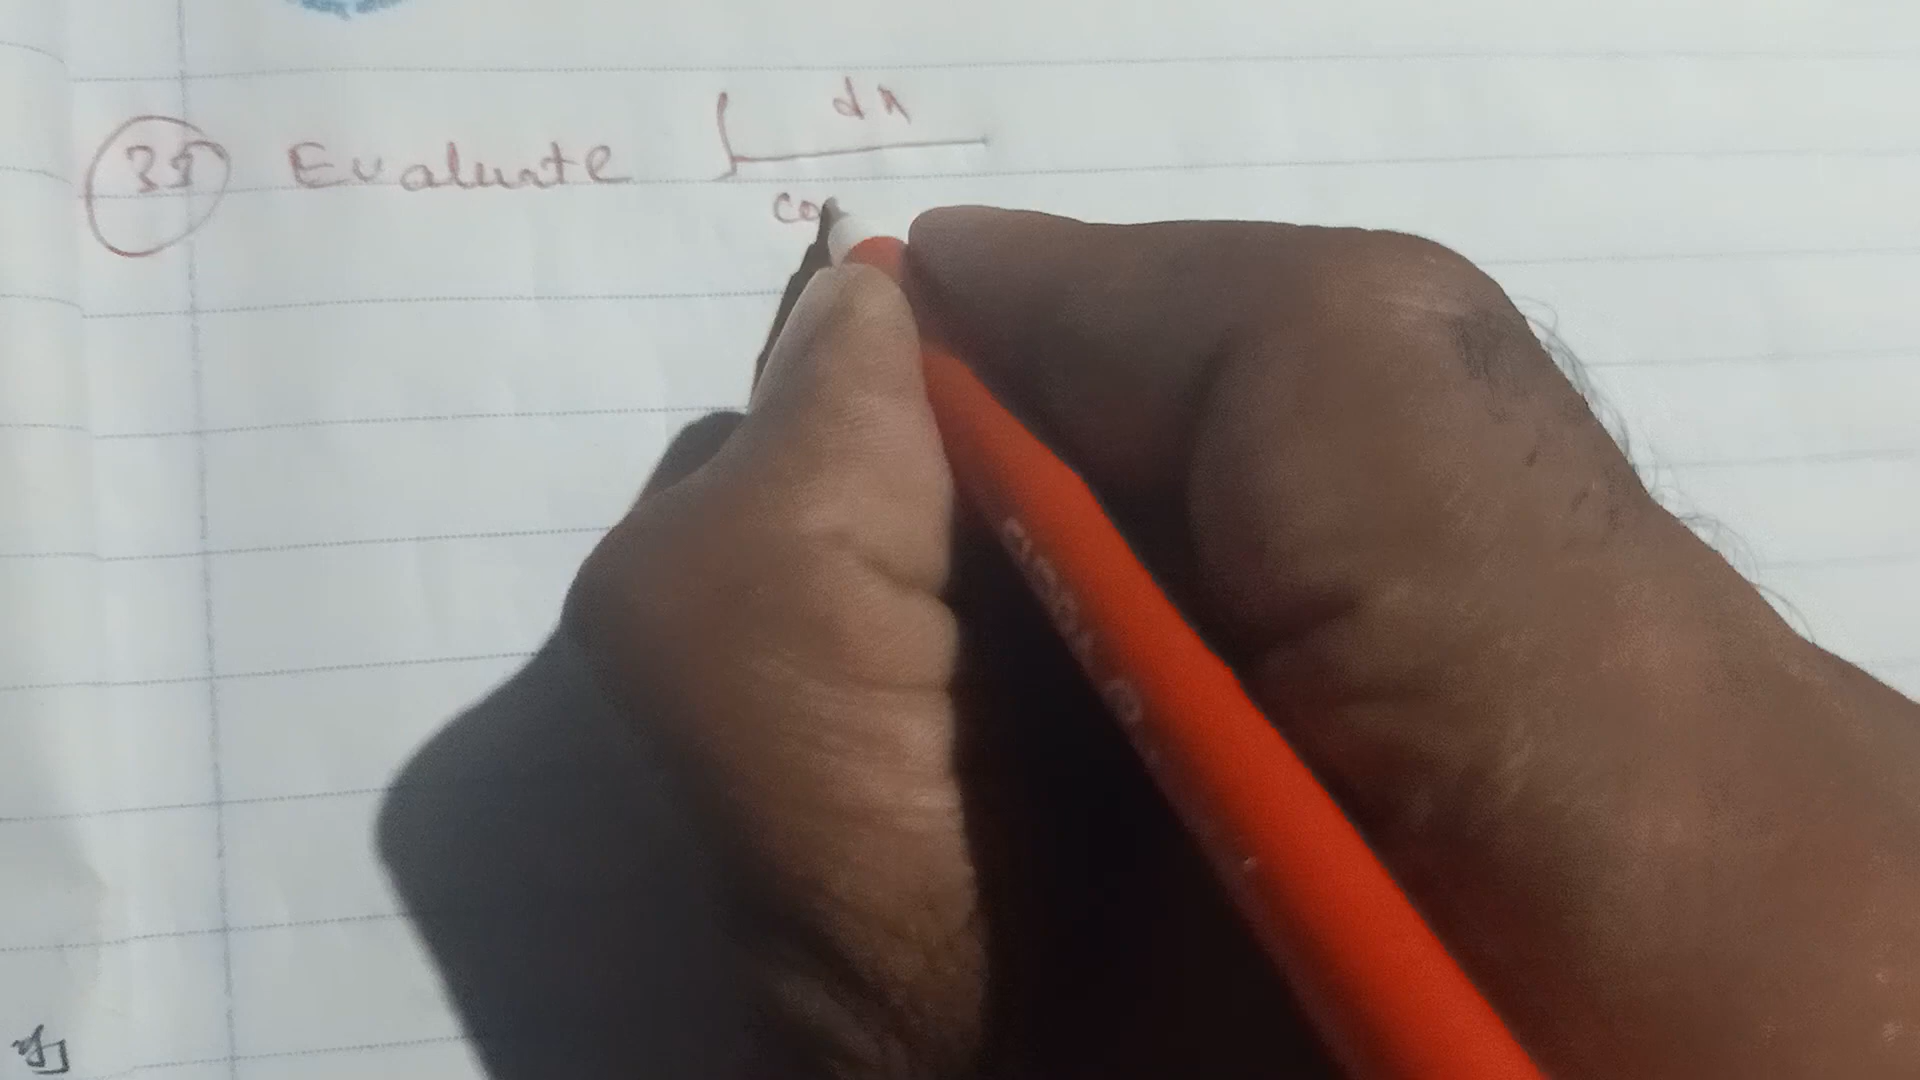 35 Evaluate ∫ dx
co